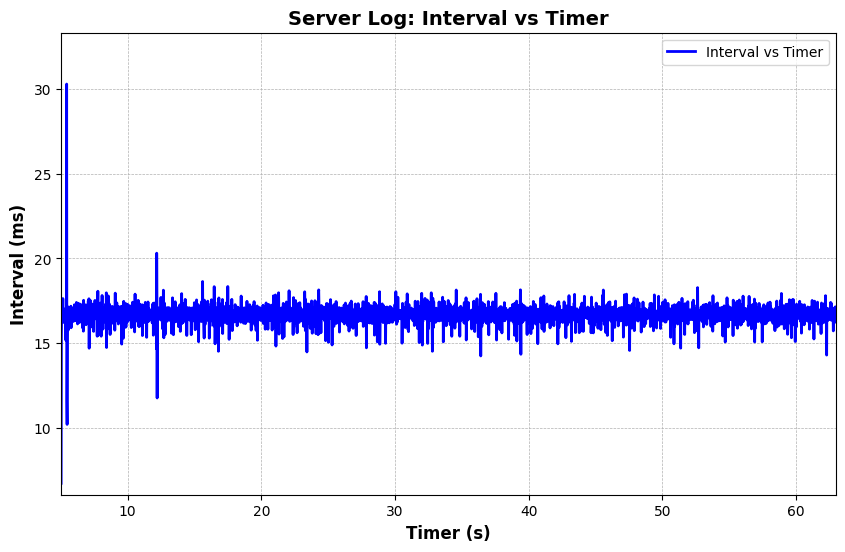 Server Log: Interval vs Timer
Interval vs Timer
30
25
20
15
10
Interval (ms)
10 20 30 40 50 60
Timer (s)